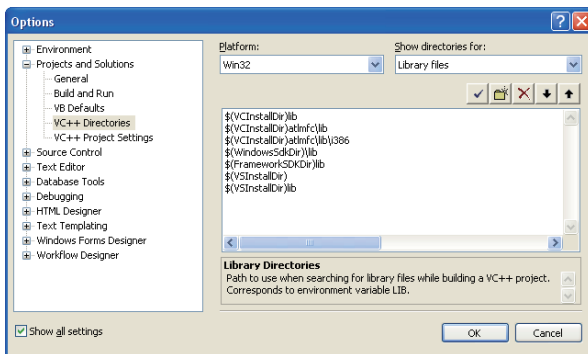 Options
Environment
Projects and Solutions
General
Build and Run
VB Defaults
VC++ Directories
VC++ Project Settings
Source Control
Text Editor
Database Tools
Debugging
HTML Designer
Text Templating
Windows Forms Designer
Workflow Designer
Show all settings
Platform:
Win32
Show directories for:
Library files
$(VCInstallDir)lib
$(VCInstallDir)atlmfc\lib
$(VCInstallDir)atlmfc\lib\i386
$(WindowsSdkDir)\lib
$(FrameworkSDKDir)lib
$(VSInstallDir)
$(VSInstallDir)lib
Library Directories
Path to use when searching for library files while building a VC++ project.
Corresponds to environment variable LIB.
OK
Cancel